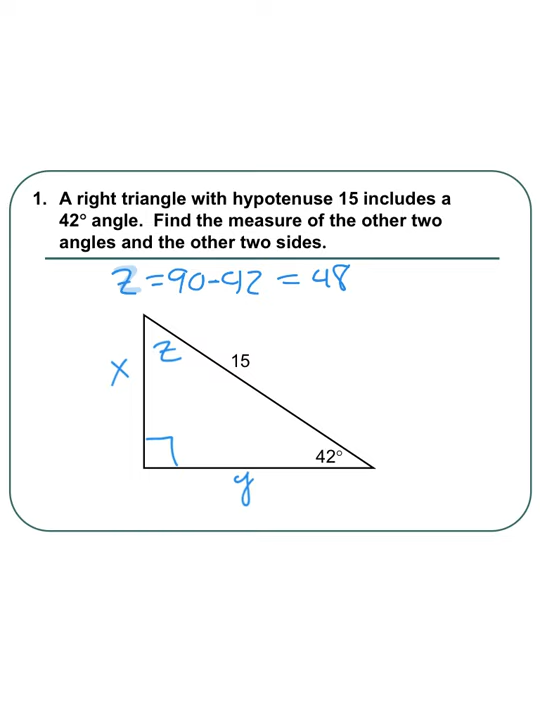 1. A right triangle with hypotenuse 15 includes a
42° angle. Find the measure of the other two
angles and the other two sides.
z = 90 - 42 = 48
z
15
x
42°
y